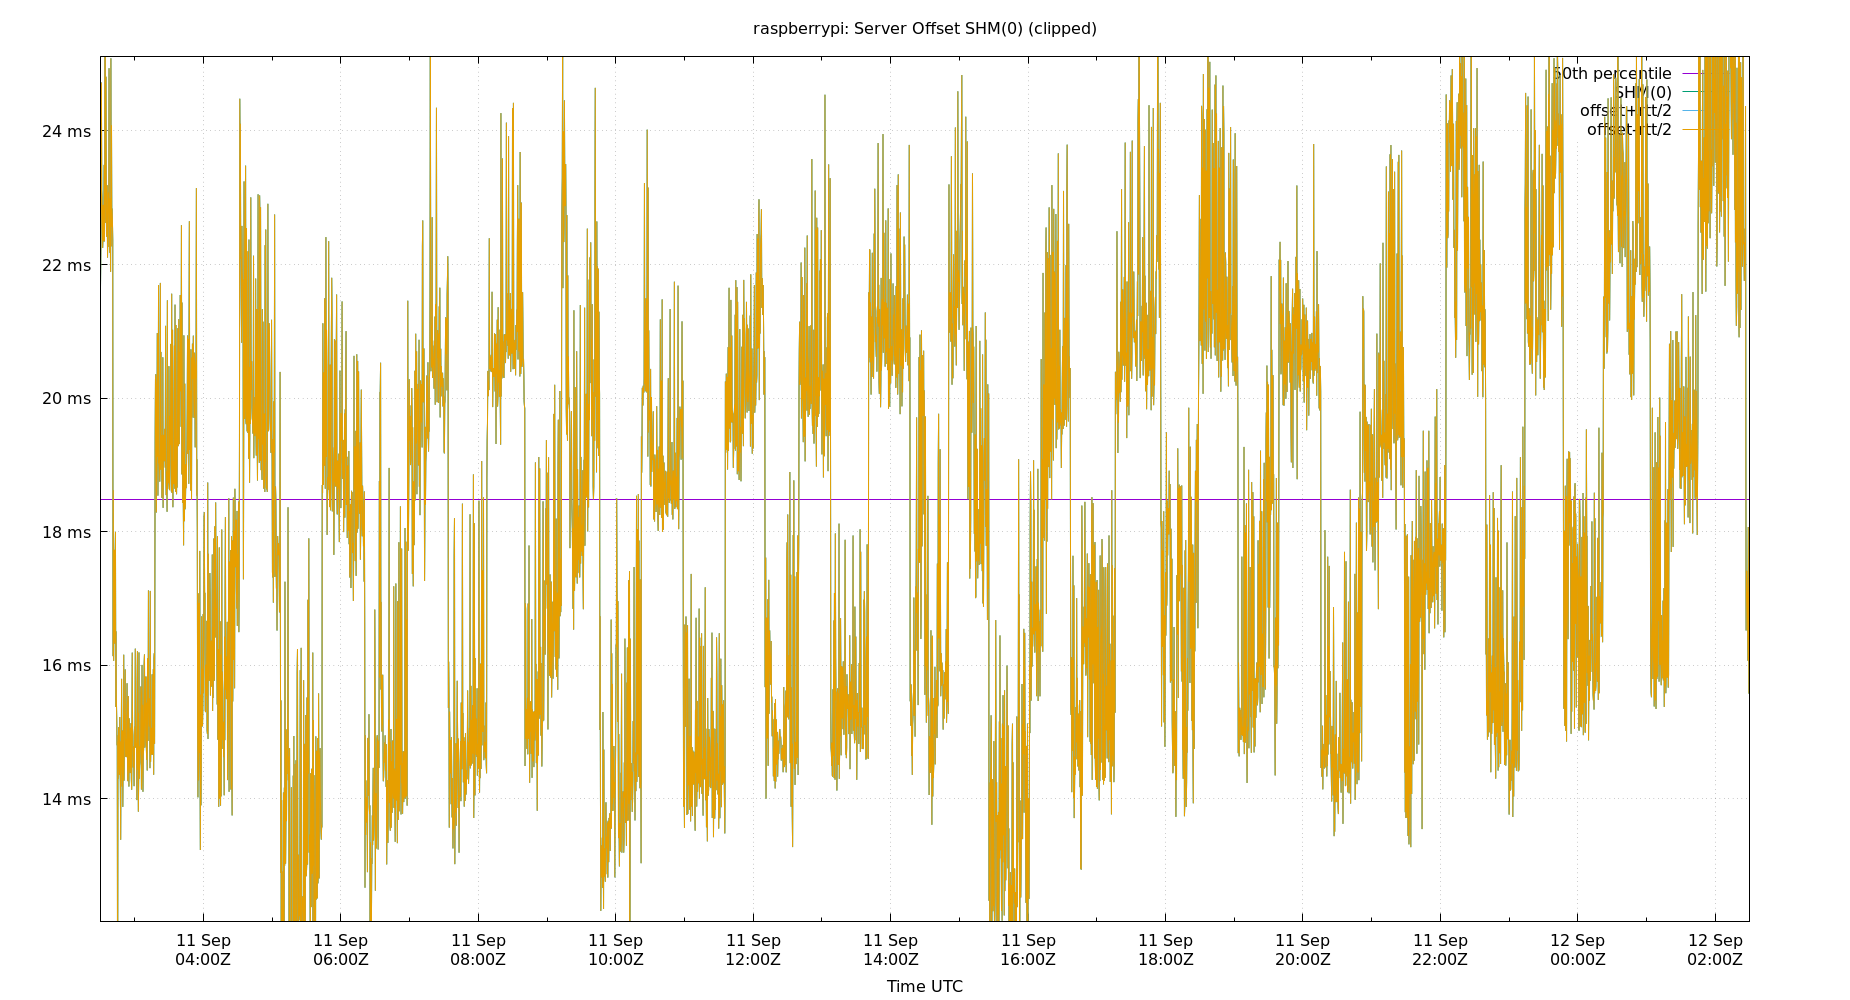 raspberrypi: Server Offset SHM(0) (clipped)
50th percentile
SHM(0)
offset+rtt/2
offset-rtt/2
24 ms
22 ms
20 ms
18 ms
16 ms
14 ms
11 Sep 11 Sep 11 Sep 11 Sep 11 Sep 11 Sep 11 Sep 11 Sep 11 Sep 11 Sep 12 Sep 12 Sep
04:00Z 06:00Z 08:00Z 10:00Z 12:00Z 14:00Z 16:00Z 18:00Z 20:00Z 22:00Z 00:00Z 02:00Z
Time UTC